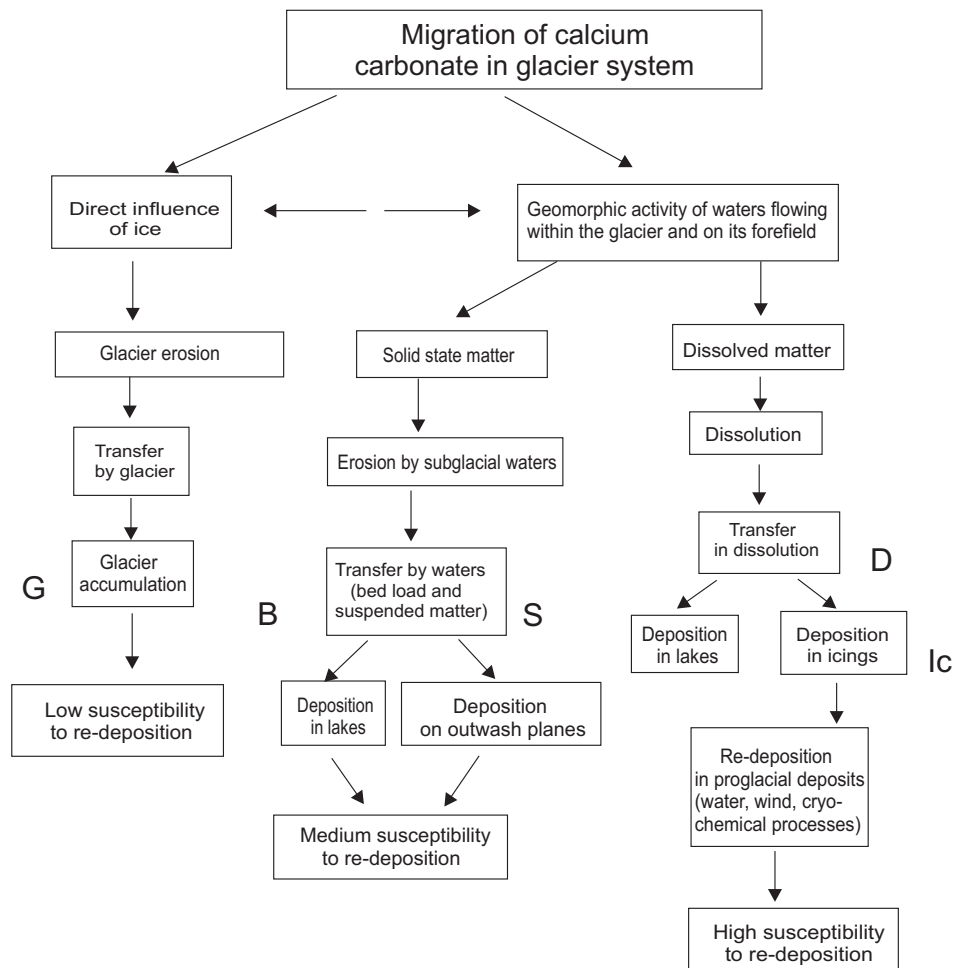 Migration of calcium
carbonate in glacier system
Direct influence
of ice
Geomorphic activity of waters flowing
within the glacier and on its forefield
Glacier erosion
Solid state matter
Dissolved matter
Transfer
by glacier
Erosion by subglacial waters
Dissolution
Glacier
accumulation
G
Transfer by waters
(bed load and
suspended matter)
B
S
Transfer
in dissolution
D
Deposition
in lakes
Deposition
in icings
Ic
Low susceptibility
to re-deposition
Deposition
in lakes
Deposition
on outwash planes
Re-deposition
in proglacial deposits
(water, wind, cryo-
chemical processes)
Medium susceptibility
to re-deposition
High susceptibility
to re-deposition